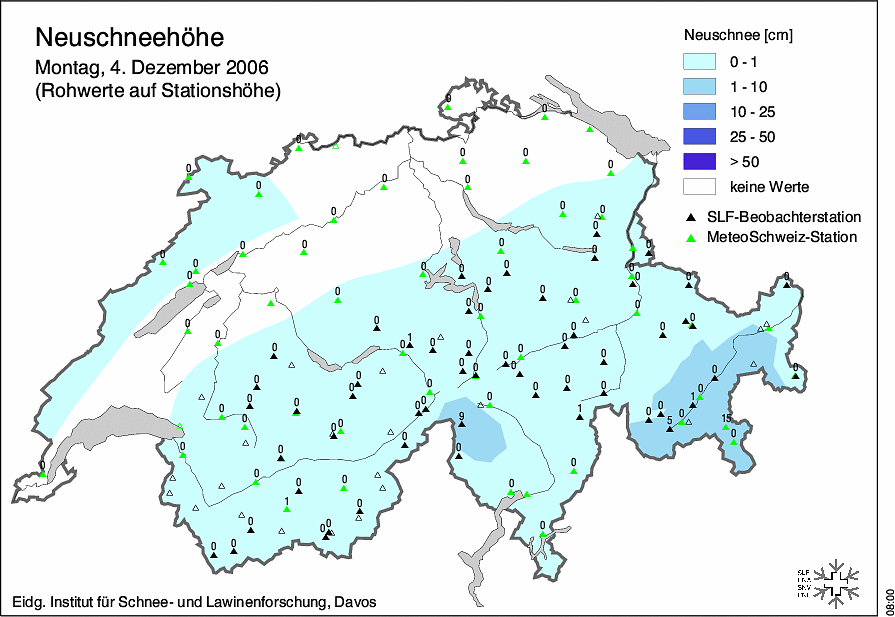 Neuschneehöhe
Montag, 4. Dezember 2006
(Rohwerte auf Stationshöhe)
Neuschnee [cm]
0 - 1
1 - 10
10 - 25
25 - 50
> 50
keine Werte
SLF-Beobachterstation
MeteoSchweiz-Station
0
0
0 0
0 0 0
0 0 0
0 0 0 0
0 0 0 0
0 0 0 0 0
0 0 0 0 0 0
0 0 0 0 0
0 0 0 0 0 0
0 0 1 0 0 0 0
0 0 0 0 0 0 0
0 0 0 0 0 0 1
0 0 0 9 0 1 0 0 5 0 15
0 0 0 0 0 0
0 0 0 0 0
0 1 0 0 0
0 0 0 0 0 0
Eidg. Institut für Schnee- und Lawinenforschung, Davos
SLF
08:00